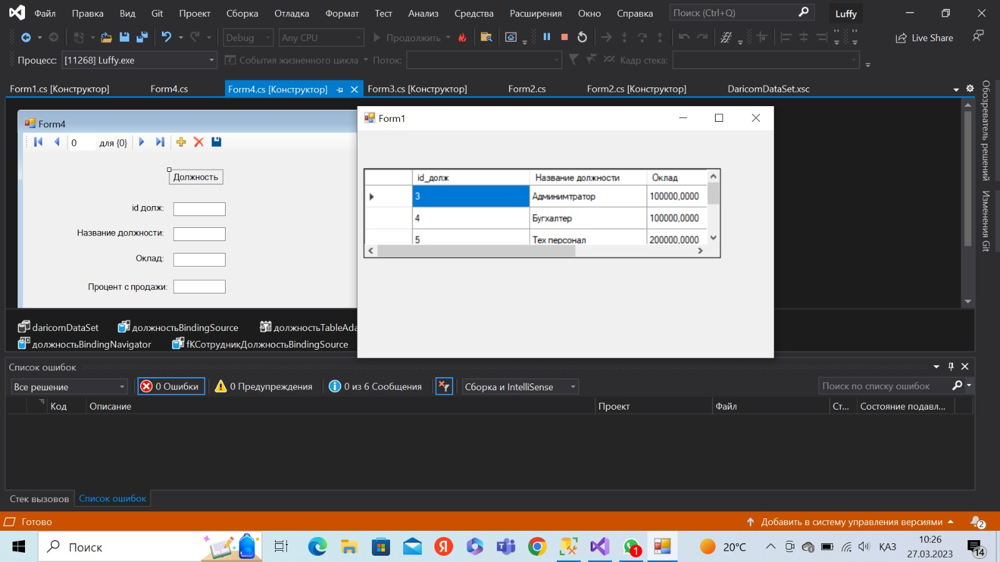 Файл Правка Вид Git Проект Сборка Отладка Формат Тест Анализ Средства Расширения Окно Справка Поиск (Ctrl+Q) Luffy
Debug Any CPU Продолжить Live Share
Процесс: [11268] Luffy.exe События жизненного цикла Поток: Кадр стека:
Form1.cs [Конструктор] Form4.cs Form4.cs [Конструктор] Form3.cs [Конструктор] Form2.cs Form2.cs [Конструктор] DaricomDataSet.xsc
Обозреватель решений
Изменения Git
Form4
0 для {0}
Должность
id долж:
Название должности:
Оклад:
Процент с продажи:
Form1
id_долж Название должности Оклад
3 Админимтратор 100000,0000
4 Бугхалтер 100000,0000
5 Тех персонал 200000,0000
daricomDataSet должностьBindingSource должностьTableAda
должностьBindingNavigator fКСотрудникДолжностьBindingSource
Список ошибок
Все решение 0 Ошибки 0 Предупреждения 0 из 6 Сообщения Сборка и IntelliSense Поиск по списку ошибок
Код Описание Проект Файл Ст... Состояние подавл...
Стек вызовов Список ошибок
Готово Добавить в систему управления версиями 2
Поиск 1 20°C ҚАЗ 10:26
27.03.2023 14